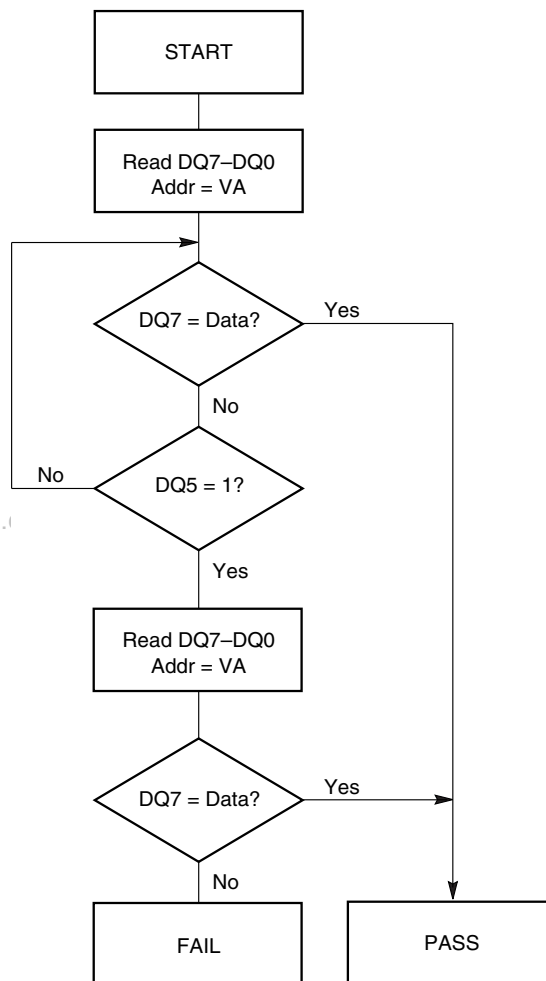 START
Read DQ7–DQ0
Addr = VA
DQ7 = Data?
Yes
No
No
DQ5 = 1?
Yes
Read DQ7–DQ0
Addr = VA
DQ7 = Data?
Yes
No
FAIL
PASS